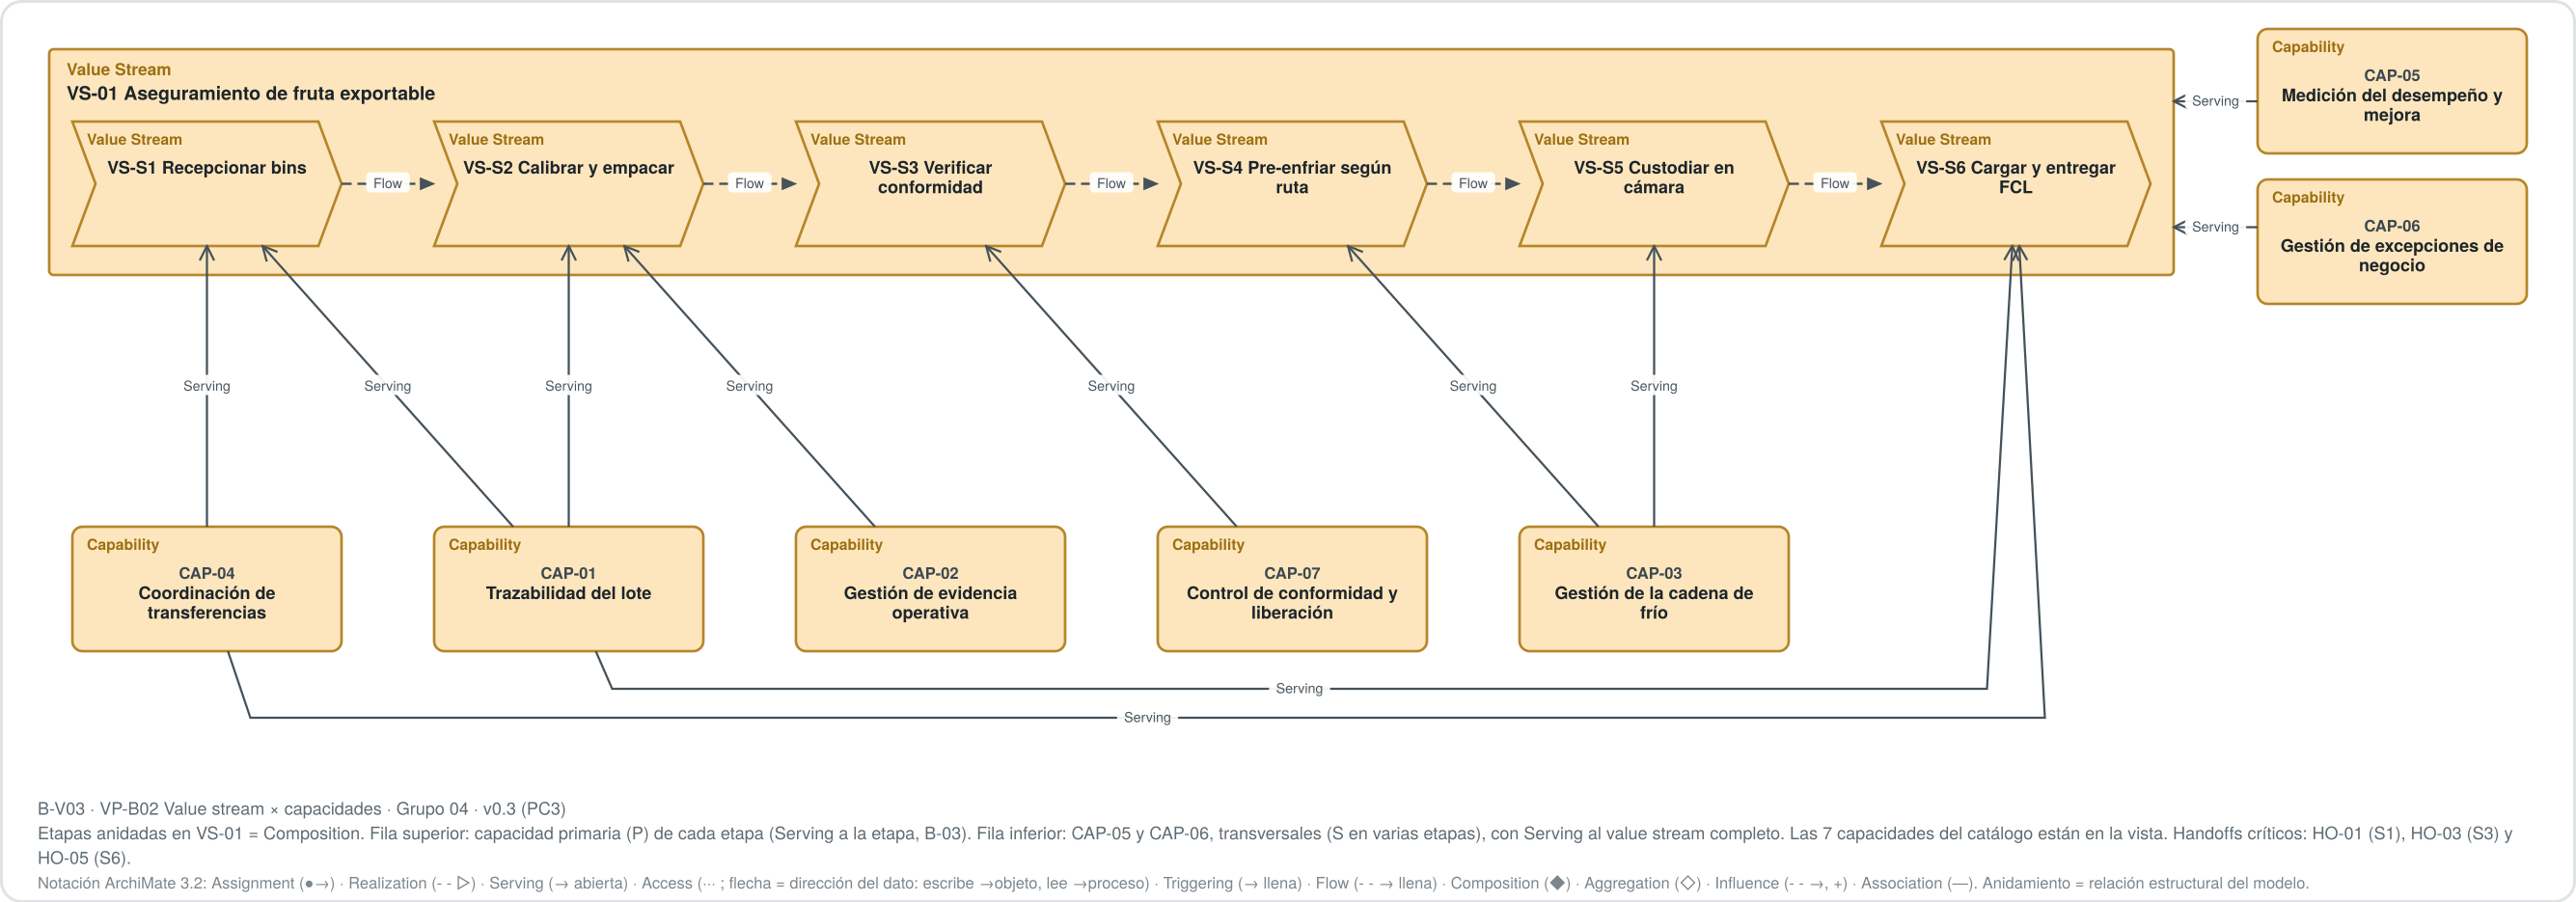 Value Stream
VS-01 Aseguramiento de fruta exportable
Value Stream
VS-S1 Recepcionar bins
Flow
Value Stream
VS-S2 Calibrar y empacar
Flow
Value Stream
VS-S3 Verificar
conformidad
Flow
Value Stream
VS-S4 Pre-enfriar según
ruta
Flow
Value Stream
VS-S5 Custodiar en
cámara
Flow
Value Stream
VS-S6 Cargar y entregar
FCL
Serving
Capability
CAP-05
Medición del desempeño y
mejora
Serving
Capability
CAP-06
Gestión de excepciones de
negocio
Serving
Serving
Serving
Serving
Serving
Serving
Serving
Capability
CAP-04
Coordinación de
transferencias
Capability
CAP-01
Trazabilidad del lote
Capability
CAP-02
Gestión de evidencia
operativa
Capability
CAP-07
Control de conformidad y
liberación
Capability
CAP-03
Gestión de la cadena de
frío
Serving
Serving
B-V03 · VP-B02 Value stream × capacidades · Grupo 04 · v0.3 (PC3)
Etapas anidadas en VS-01 = Composition. Fila superior: capacidad primaria (P) de cada etapa (Serving a la etapa, B-03). Fila inferior: CAP-05 y CAP-06, transversales (S en varias etapas), con Serving al value stream completo. Las 7 capacidades del catálogo están en la vista. Handoffs críticos: HO-01 (S1), HO-03 (S3) y
HO-05 (S6).
Notación ArchiMate 3.2: Assignment (●→) · Realization (- - ▷) · Serving (→ abierta) · Access (··· ; flecha = dirección del dato: escribe →objeto, lee →proceso) · Triggering (→ llena) · Flow (- - → llena) · Composition (◆) · Aggregation (◇) · Influence (- - →, +) · Association (—). Anidamiento = relación estructural del modelo.